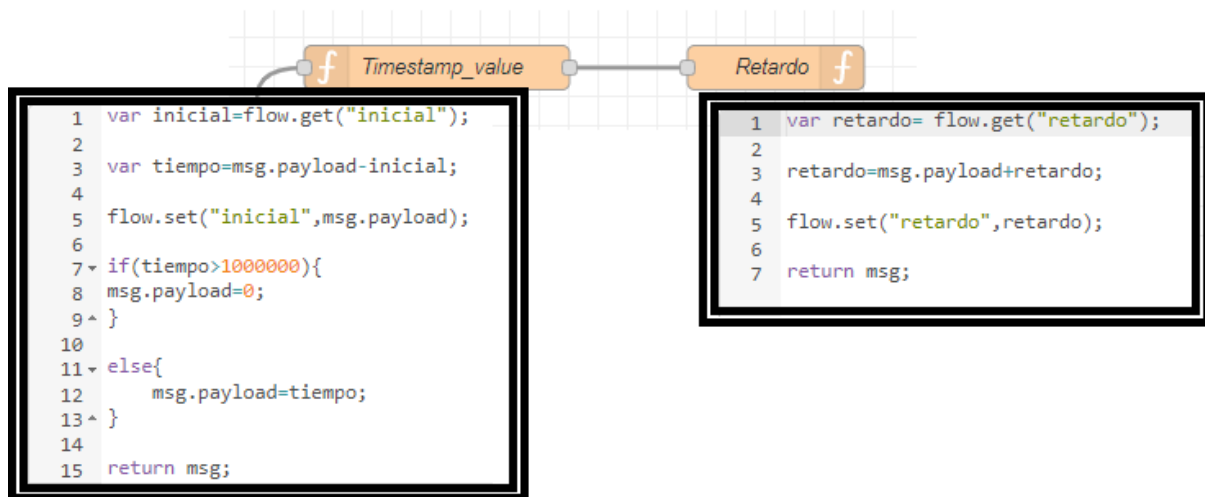 f Timestamp_value
Retardo f
1 var inicial=flow.get("inicial");
2
3 var tiempo=msg.payload-inicial;
4
5 flow.set("inicial",msg.payload);
6
7 if(tiempo>1000000){
8 msg.payload=0;
9 }
10
11 else{
12 msg.payload=tiempo;
13 }
14
15 return msg;
1 var retardo= flow.get("retardo");
2
3 retardo=msg.payload+retardo;
4
5 flow.set("retardo",retardo);
6
7 return msg;